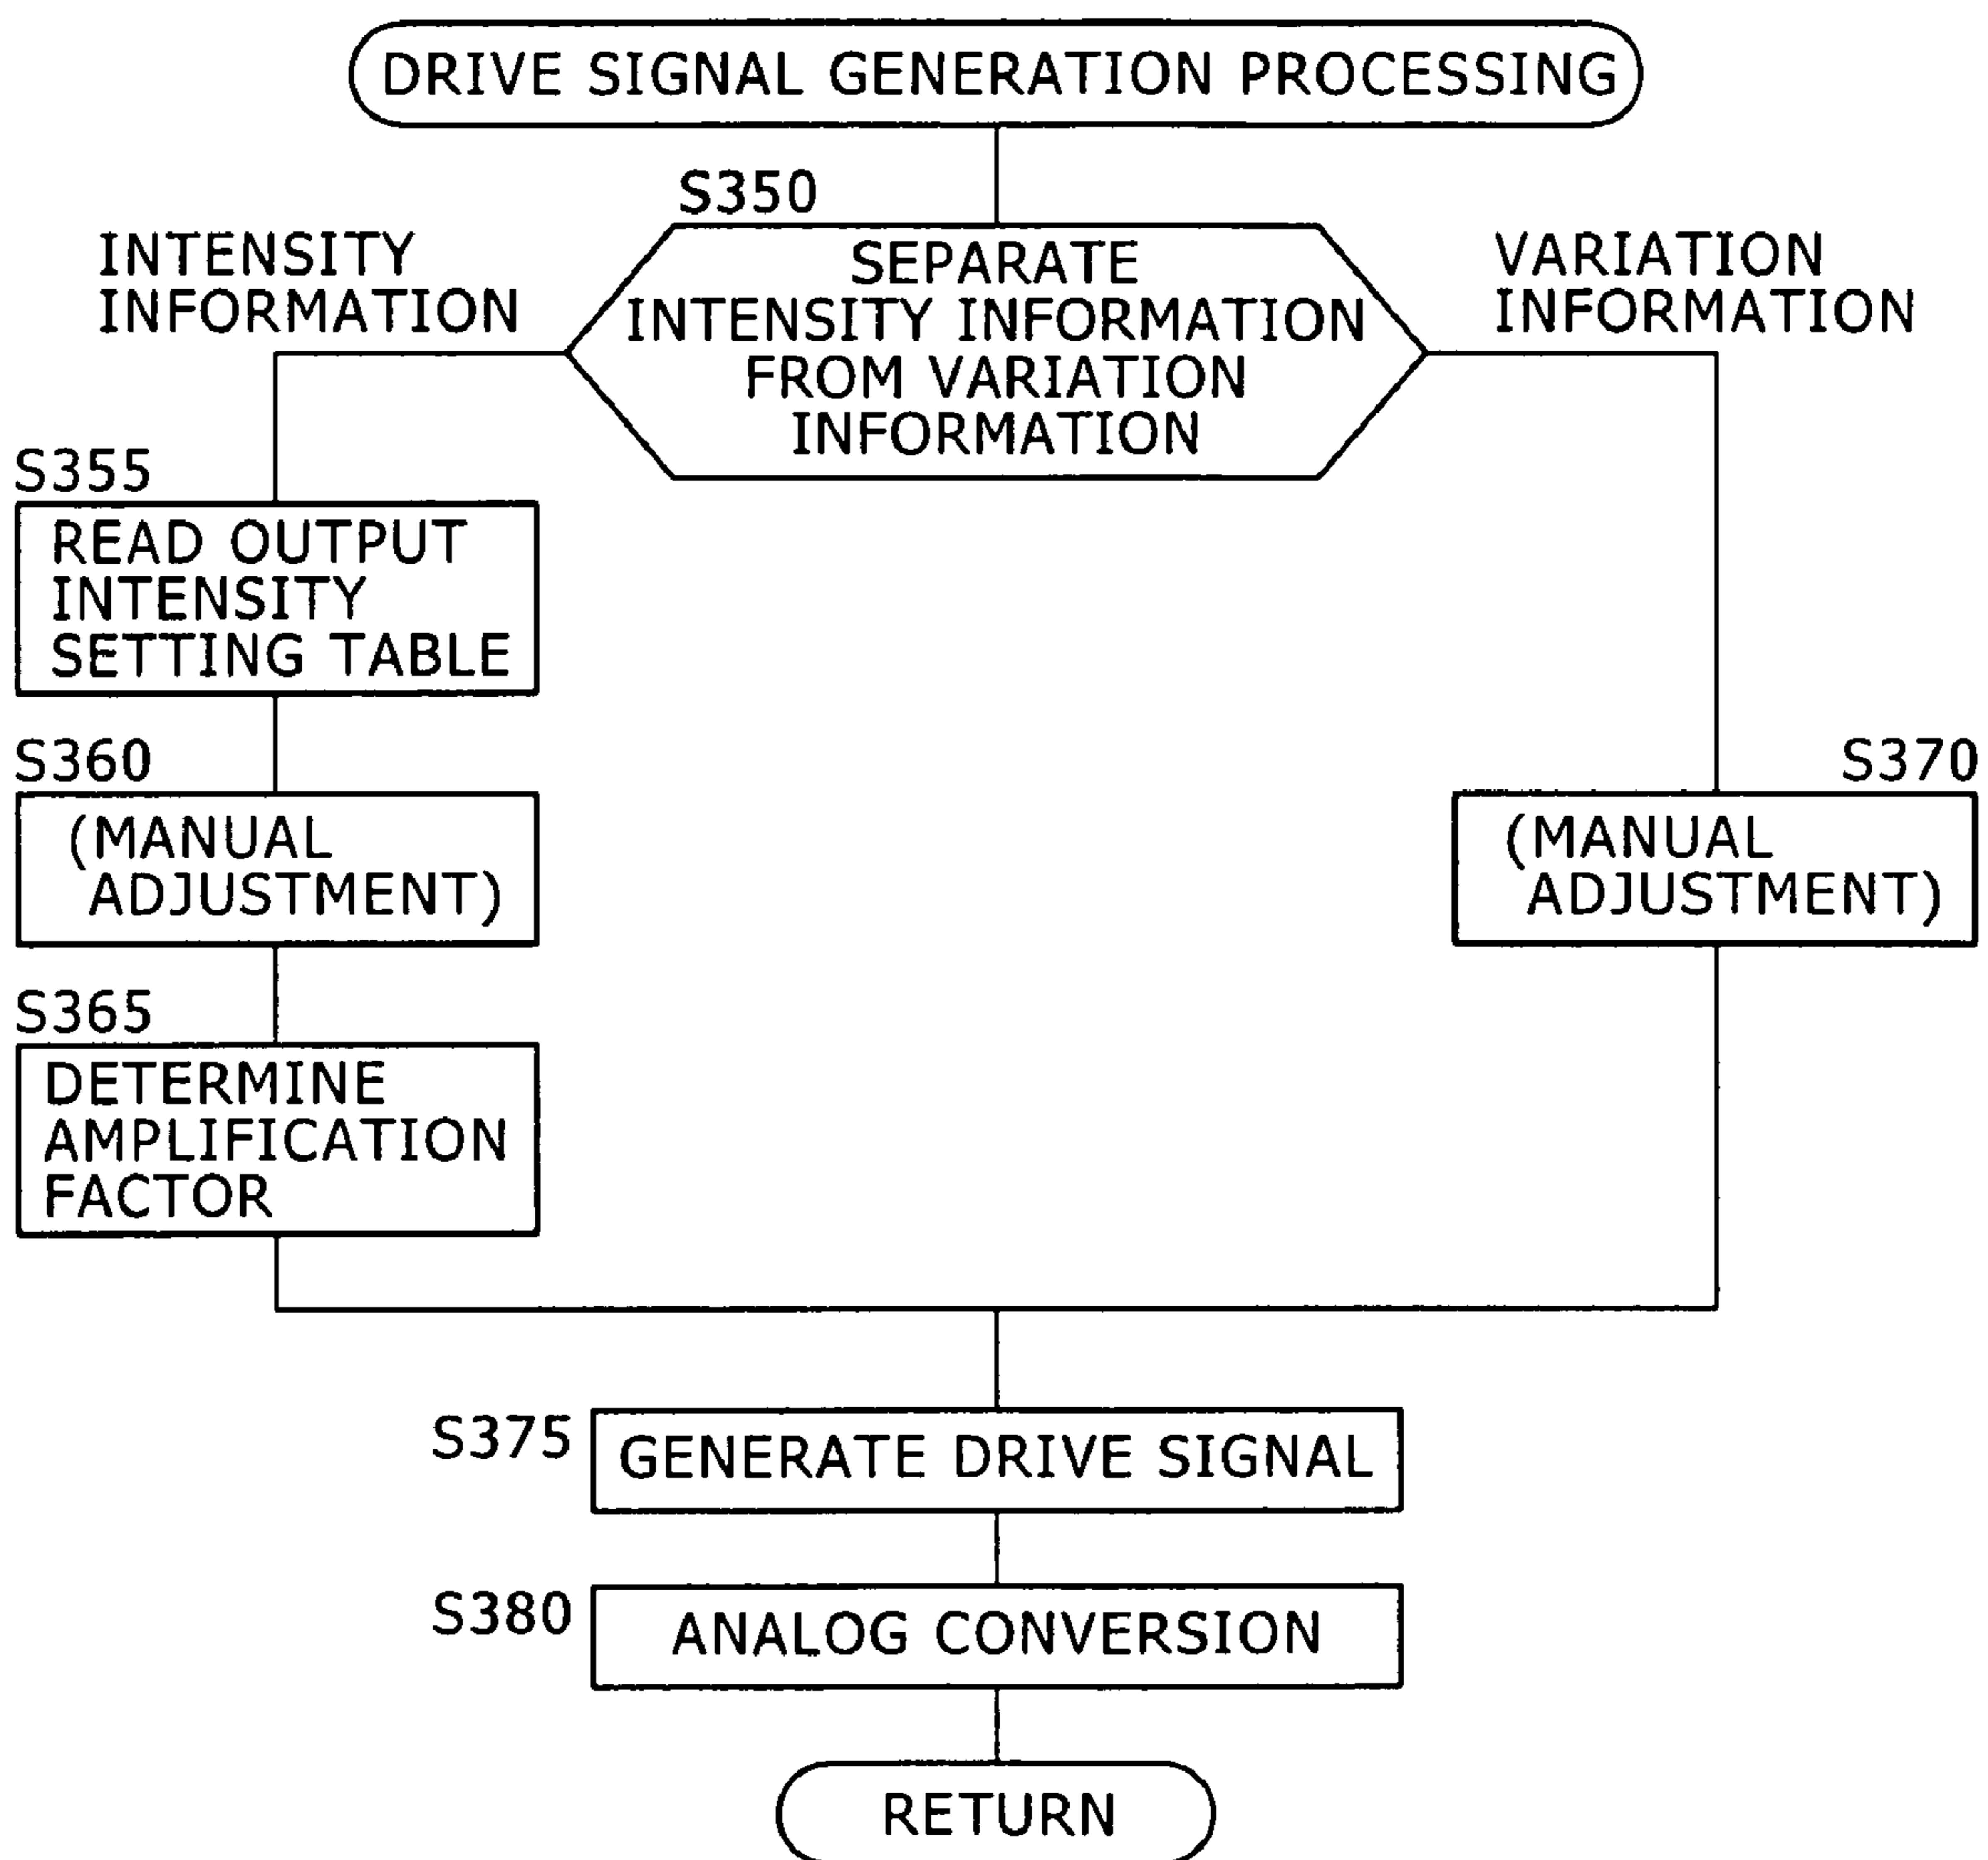 DRIVE SIGNAL GENERATION PROCESSING
S350
INTENSITY
INFORMATION
SEPARATE
INTENSITY INFORMATION
FROM VARIATION
INFORMATION
VARIATION
INFORMATION
S355
READ OUTPUT
INTENSITY
SETTING TABLE
S360
(MANUAL
ADJUSTMENT)
S370
(MANUAL
ADJUSTMENT)
S365
DETERMINE
AMPLIFICATION
FACTOR
S375
GENERATE DRIVE SIGNAL
S380
ANALOG CONVERSION
RETURN